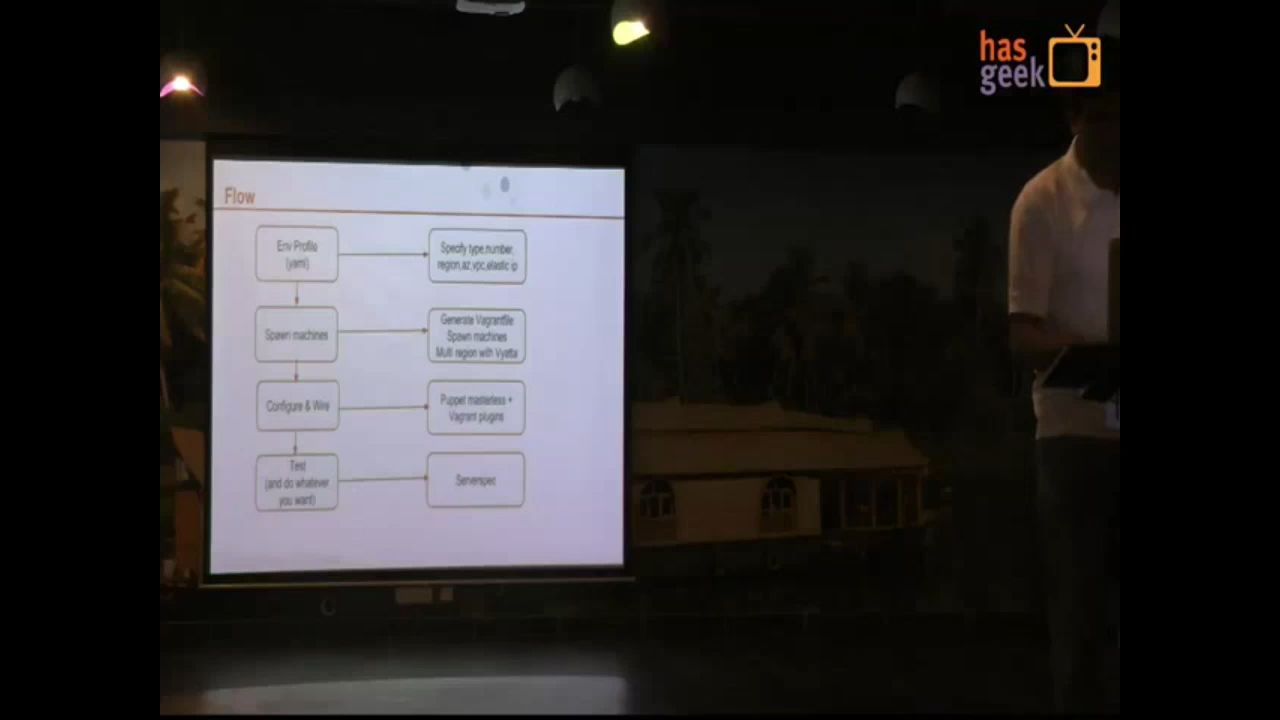 has
geek
Flow
Env Profile
(yaml)
Specify type,number,
region,az,vpc,elastic ip
Spawn machines
Generate Vagrantfile
Spawn machines
Multi region with Vyatta
Configure & Wire
Puppet masterless +
Vagrant plugins
Test
(and do whatever
you want)
Serverspec